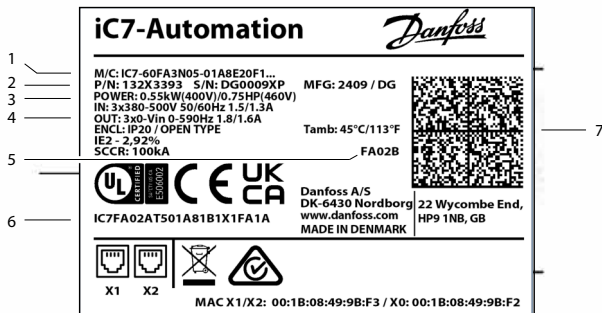 iC7-Automation
Danfoss
1
M/C: IC7-60FA3N05-01A8E20F1...
2
P/N: 132X3393 S/N: DG0009XP MFG: 2409 / DG
3
POWER: 0.55kW(400V)/0.75HP(460V)
IN: 3x380-500V 50/60Hz 1.5/1.3A
4
OUT: 3x0-Vin 0-590Hz 1.8/1.6A
ENCL: IP20 / OPEN TYPE Tamb: 45°C/113°F
7
IE2 - 2,92%
5
FA02B
SCCR: 100kA
UL CERTIFIED
E506002
CE
UK
CA
Danfoss A/S
DK-6430 Nordborg
www.danfoss.com
MADE IN DENMARK
22 Wycombe End,
HP9 1NB, GB
6
IC7FA02AT501A81B1X1FA1A
X1 X2
MAC X1/X2: 00:1B:08:49:9B:F3 / X0: 00:1B:08:49:9B:F2